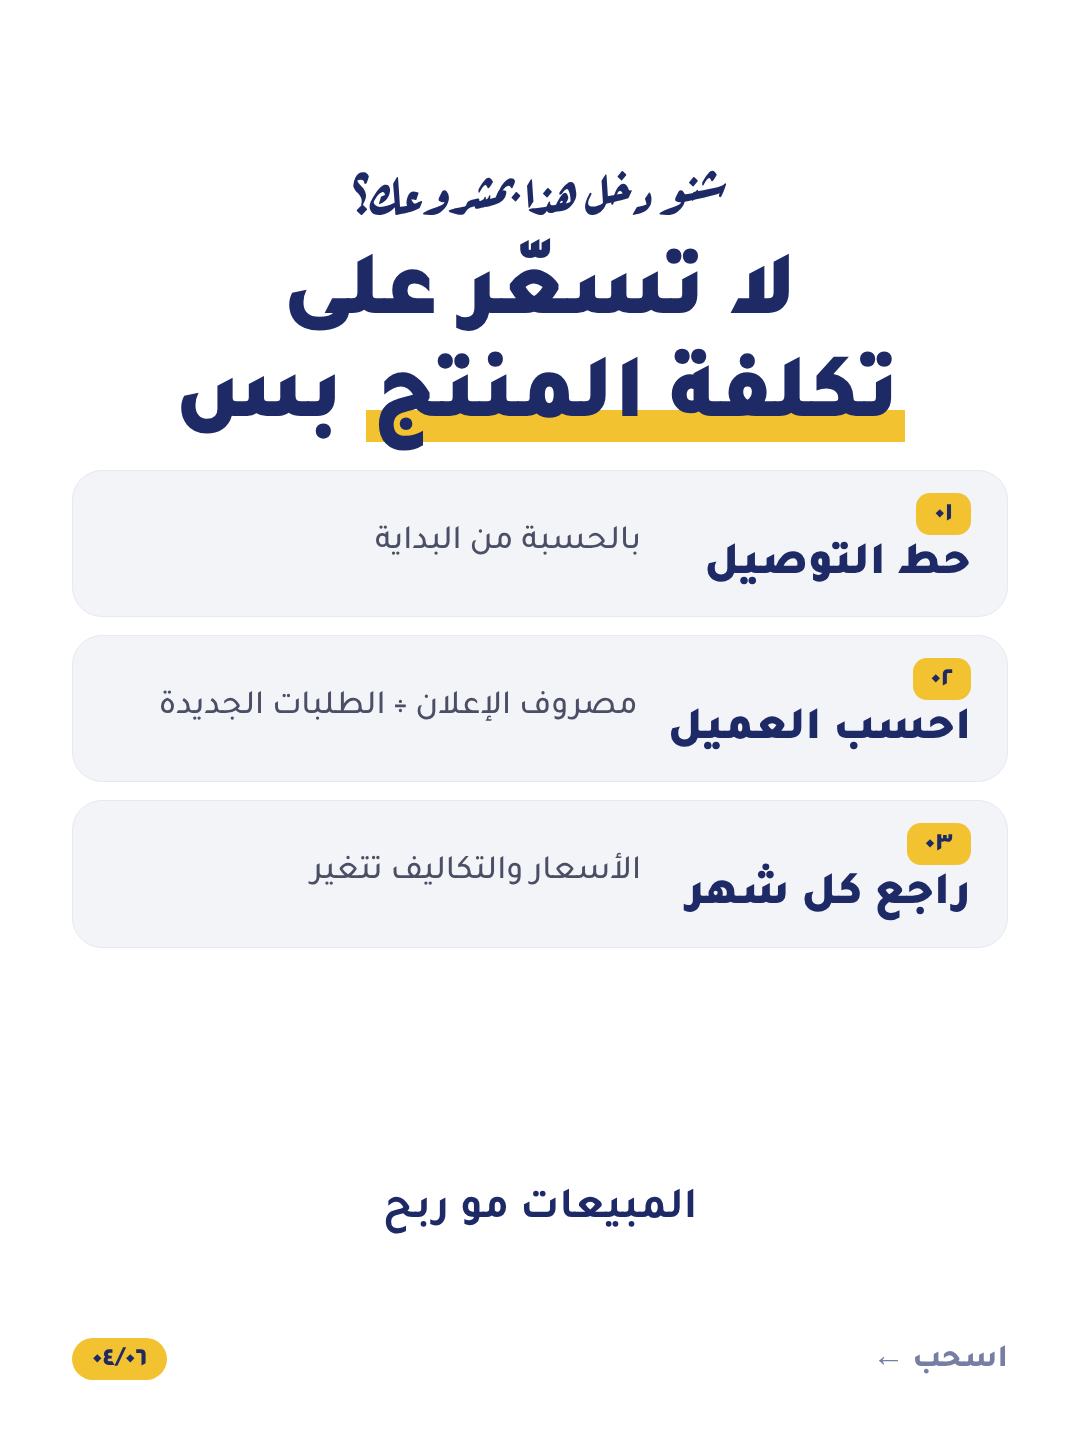 شنو دخل هذا بمشروعك؟
لا تسعّر على
تكلفة المنتج بس
٠١
حط التوصيل
بالحسبة من البداية
٠٢
احسب العميل
مصروف الإعلان ÷ الطلبات الجديدة
٠٣
راجع كل شهر
الأسعار والتكاليف تتغير
المبيعات مو ربح
اسحب ←
٠٤/٠٦